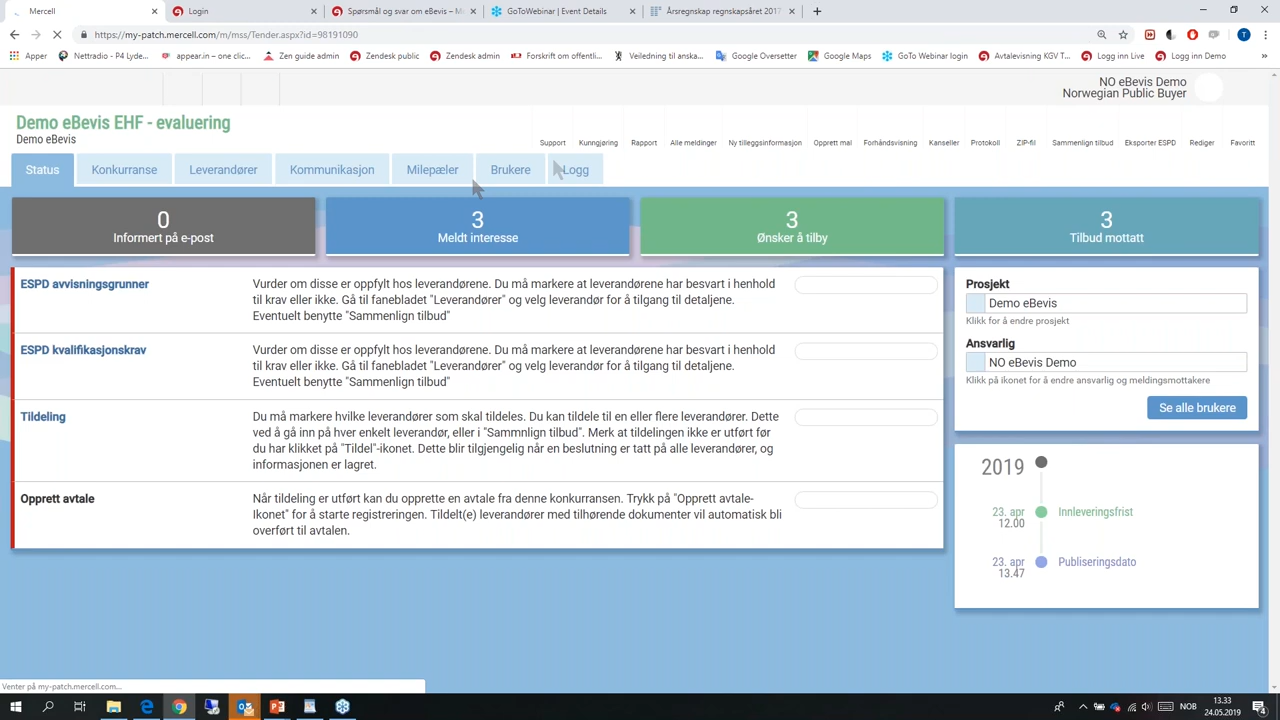 Mercell
Login
Spørsmål og svar om eBevis – Me
GoToWebinar | Event Details
Årsregnskap regnskapsåret 2017
https://my-patch.mercell.com/m/mss/Tender.aspx?id=98191090
Apper
Nettradio - P4 Lyde...
appear.in – one clic...
Zen guide admin
Zendesk public
Zendesk admin
Forskrift om offentl...
Veiledning til anska...
Google Oversetter
Google Maps
GoTo Webinar login
Avtalevisning KGV T...
Logg inn Live
Logg inn Demo
NO eBevis Demo
Norwegian Public Buyer
Demo eBevis EHF - evaluering
Demo eBevis
Support
Kunngjøring
Rapport
Alle meldinger
Ny tilleggsinformasjon
Opprett mal
Forhåndsvisning
Kanseller
Protokoll
ZIP-fil
Sammenlign tilbud
Eksporter ESPD
Rediger
Favoritt
Status
Konkurranse
Leverandører
Kommunikasjon
Milepæler
Brukere
Logg
0
Informert på e-post
3
Meldt interesse
3
Ønsker å tilby
3
Tilbud mottatt
ESPD avvisningsgrunner
Vurder om disse er oppfylt hos leverandørene. Du må markere at leverandørene har besvart i henhold
til krav eller ikke. Gå til fanebladet "Leverandører" og velg leverandør for å tilgang til detaljene.
Eventuelt benytte "Sammenlign tilbud"
ESPD kvalifikasjonskrav
Vurder om disse er oppfylt hos leverandørene. Du må markere at leverandørene har besvart i henhold
til krav eller ikke. Gå til fanebladet "Leverandører" og velg leverandør for å tilgang til detaljene.
Eventuelt benytte "Sammenlign tilbud"
Tildeling
Du må markere hvilke leverandører som skal tildeles. Du kan tildele til en eller flere leverandører. Dette
ved å gå inn på hver enkelt leverandør, eller i "Sammnlign tilbud". Merk at tildelingen ikke er utført før
du har klikket på "Tildel"-ikonet. Dette blir tilgjengelig når en beslutning er tatt på alle leverandører, og
informasjonen er lagret.
Opprett avtale
Når tildeling er utført kan du opprette en avtale fra denne konkurransen. Trykk på "Opprett avtale-
Ikonet" for å starte registreringen. Tildelt(e) leverandører med tilhørende dokumenter vil automatisk bli
overført til avtalen.
Prosjekt
Demo eBevis
Klikk for å endre prosjekt
Ansvarlig
NO eBevis Demo
Klikk på ikonet for å endre ansvarlig og meldingsmottakere
Se alle brukere
2019
23. apr
12.00
Innleveringsfrist
23. apr
13.47
Publiseringsdato
Venter på my-patch.mercell.com...
NOB
13.33
24.05.2019